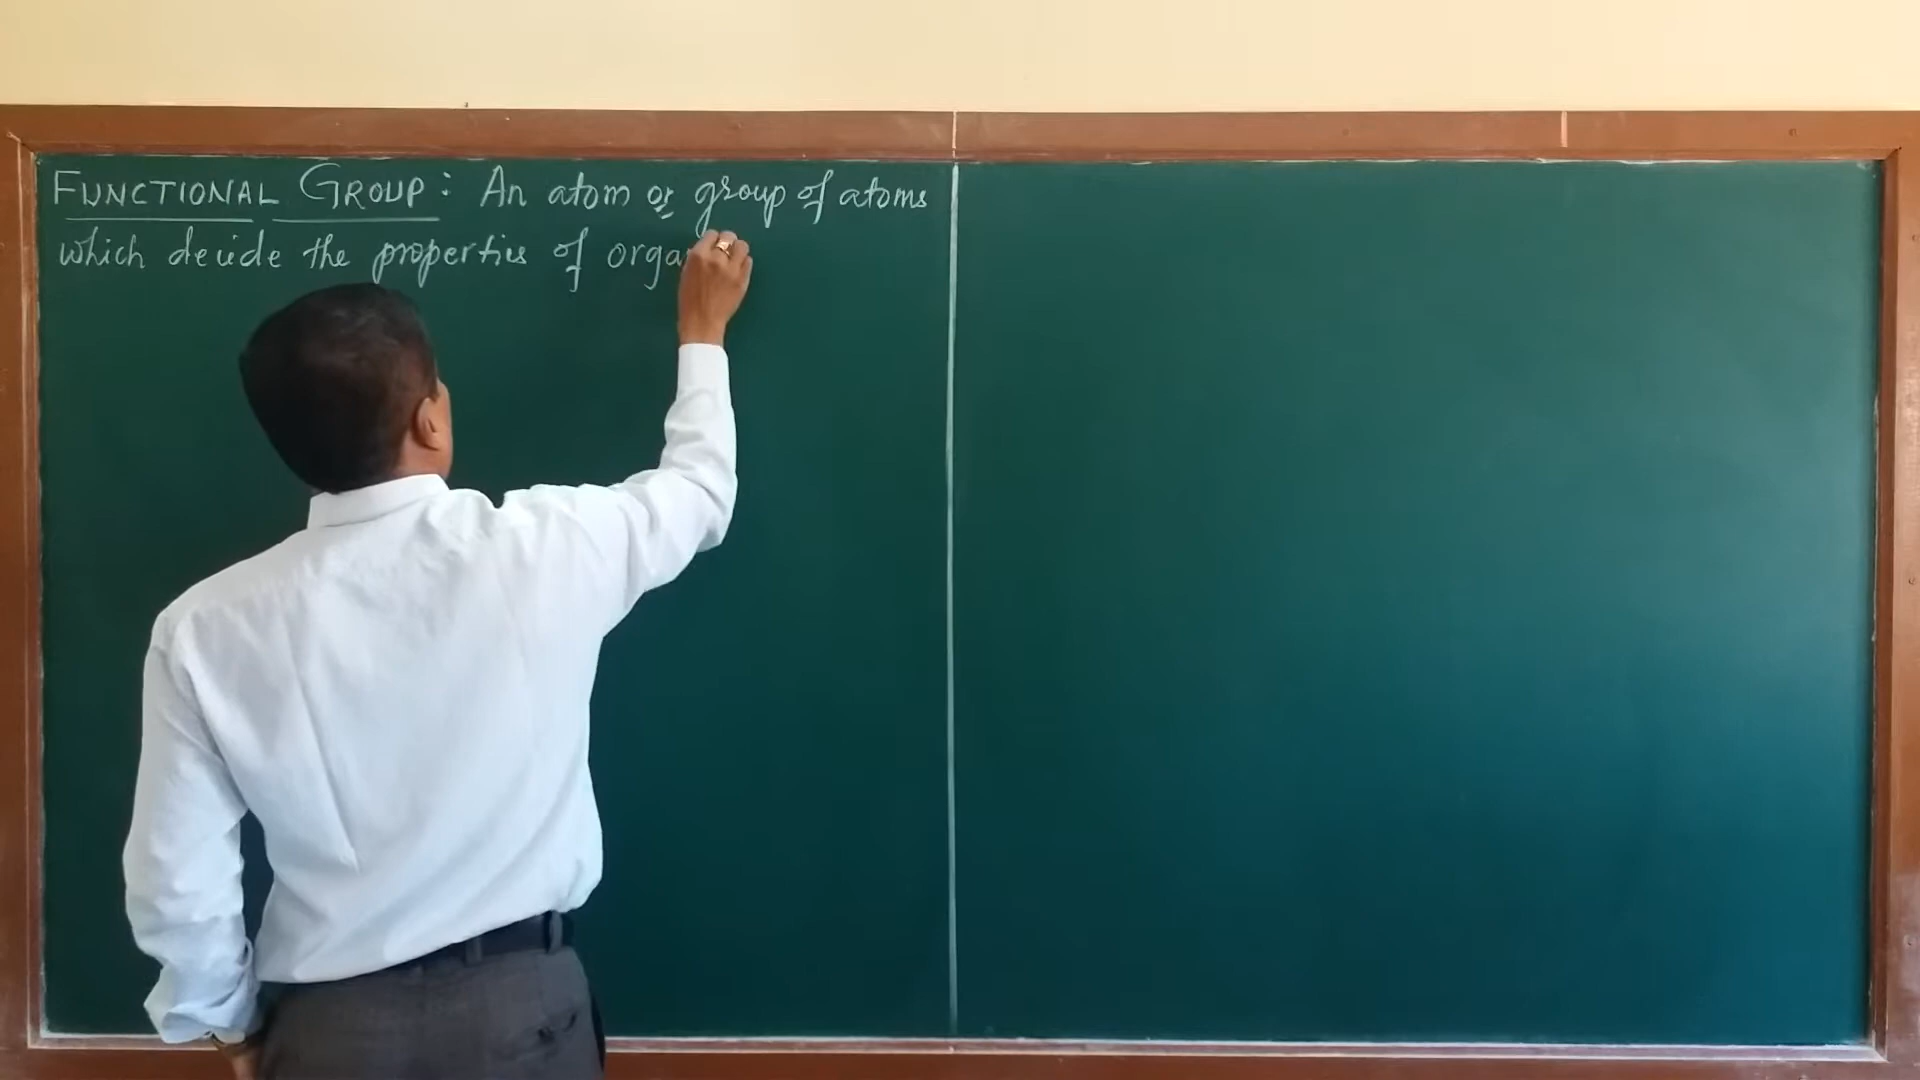 FUNCTIONAL GROUP: An atom or group of atoms
which decide the properties of orga